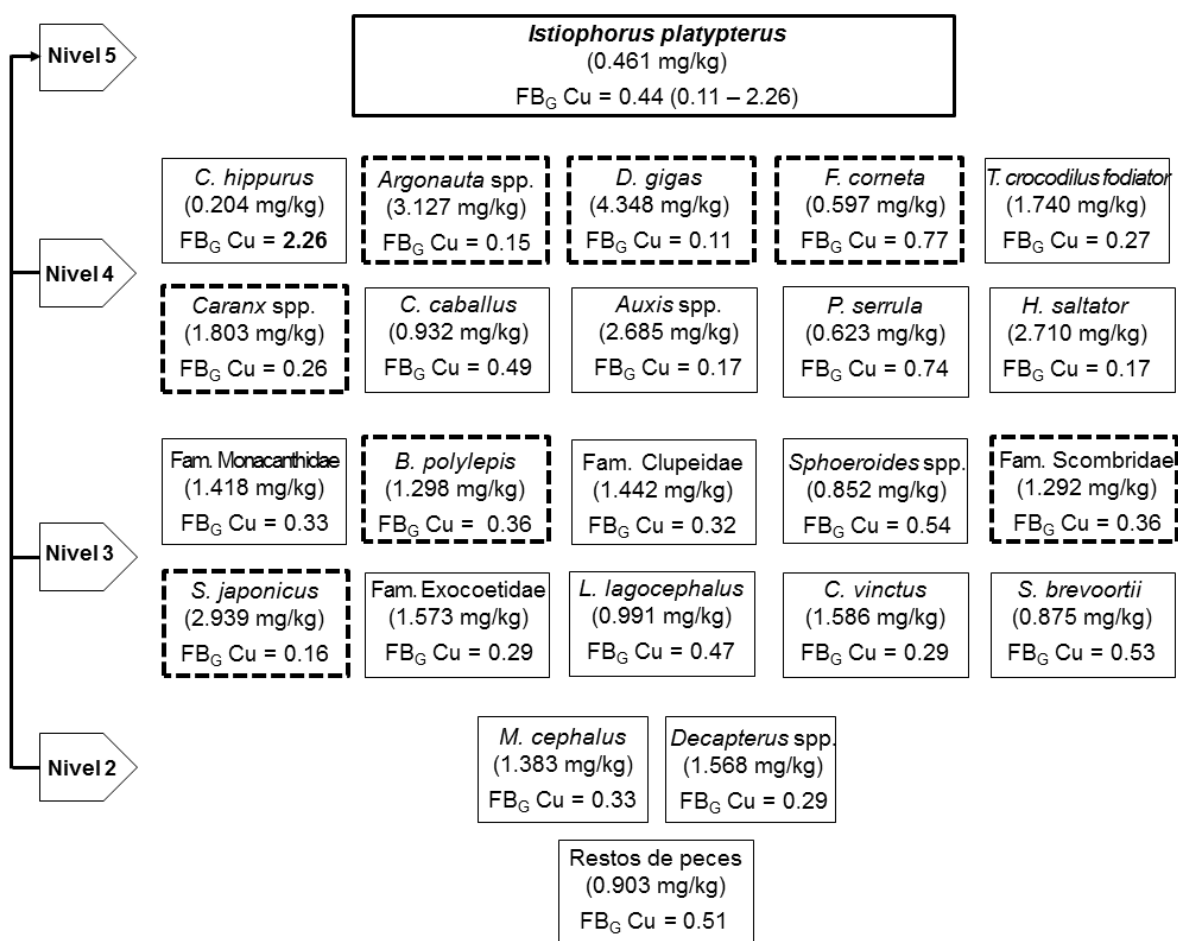 Nivel 5
Istiophorus platypterus
(0.461 mg/kg)
FBG Cu = 0.44 (0.11 – 2.26)
Nivel 4
C. hippurus
(0.204 mg/kg)
FBG Cu = 2.26
Argonauta spp.
(3.127 mg/kg)
FBG Cu = 0.15
D. gigas
(4.348 mg/kg)
FBG Cu = 0.11
F. corneta
(0.597 mg/kg)
FBG Cu = 0.77
T. crocodilus fodiator
(1.740 mg/kg)
FBG Cu = 0.27
Caranx spp.
(1.803 mg/kg)
FBG Cu = 0.26
C. caballus
(0.932 mg/kg)
FBG Cu = 0.49
Auxis spp.
(2.685 mg/kg)
FBG Cu = 0.17
P. serrula
(0.623 mg/kg)
FBG Cu = 0.74
H. saltator
(2.710 mg/kg)
FBG Cu = 0.17
Nivel 3
Fam. Monacanthidae
(1.418 mg/kg)
FBG Cu = 0.33
B. polylepis
(1.298 mg/kg)
FBG Cu = 0.36
Fam. Clupeidae
(1.442 mg/kg)
FBG Cu = 0.32
Sphoeroides spp.
(0.852 mg/kg)
FBG Cu = 0.54
Fam. Scombridae
(1.292 mg/kg)
FBG Cu = 0.36
S. japonicus
(2.939 mg/kg)
FBG Cu = 0.16
Fam. Exocoetidae
(1.573 mg/kg)
FBG Cu = 0.29
L. lagocephalus
(0.991 mg/kg)
FBG Cu = 0.47
C. vinctus
(1.586 mg/kg)
FBG Cu = 0.29
S. brevoortii
(0.875 mg/kg)
FBG Cu = 0.53
Nivel 2
M. cephalus
(1.383 mg/kg)
FBG Cu = 0.33
Decapterus spp.
(1.568 mg/kg)
FBG Cu = 0.29
Restos de peces
(0.903 mg/kg)
FBG Cu = 0.51